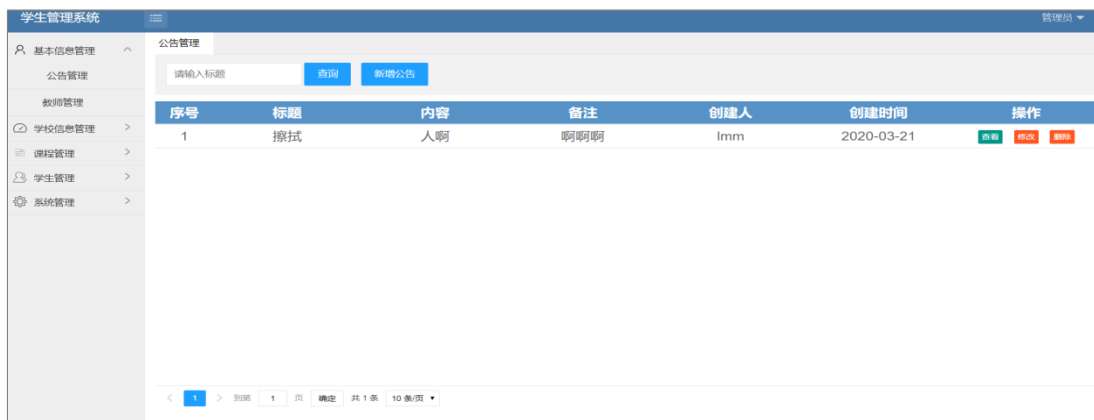 学生管理系统
管理员
基本信息管理
公告管理
教师管理
学校信息管理
课程管理
学生管理
系统管理
公告管理
请输入标题 查询 新增公告
序号 标题 内容 备注 创建人 创建时间 操作
1 擦拭 人啊 啊啊啊 lmm 2020-03-21 查看 修改 删除
1 到第 1 页 确定 共 1 条 10 条/页